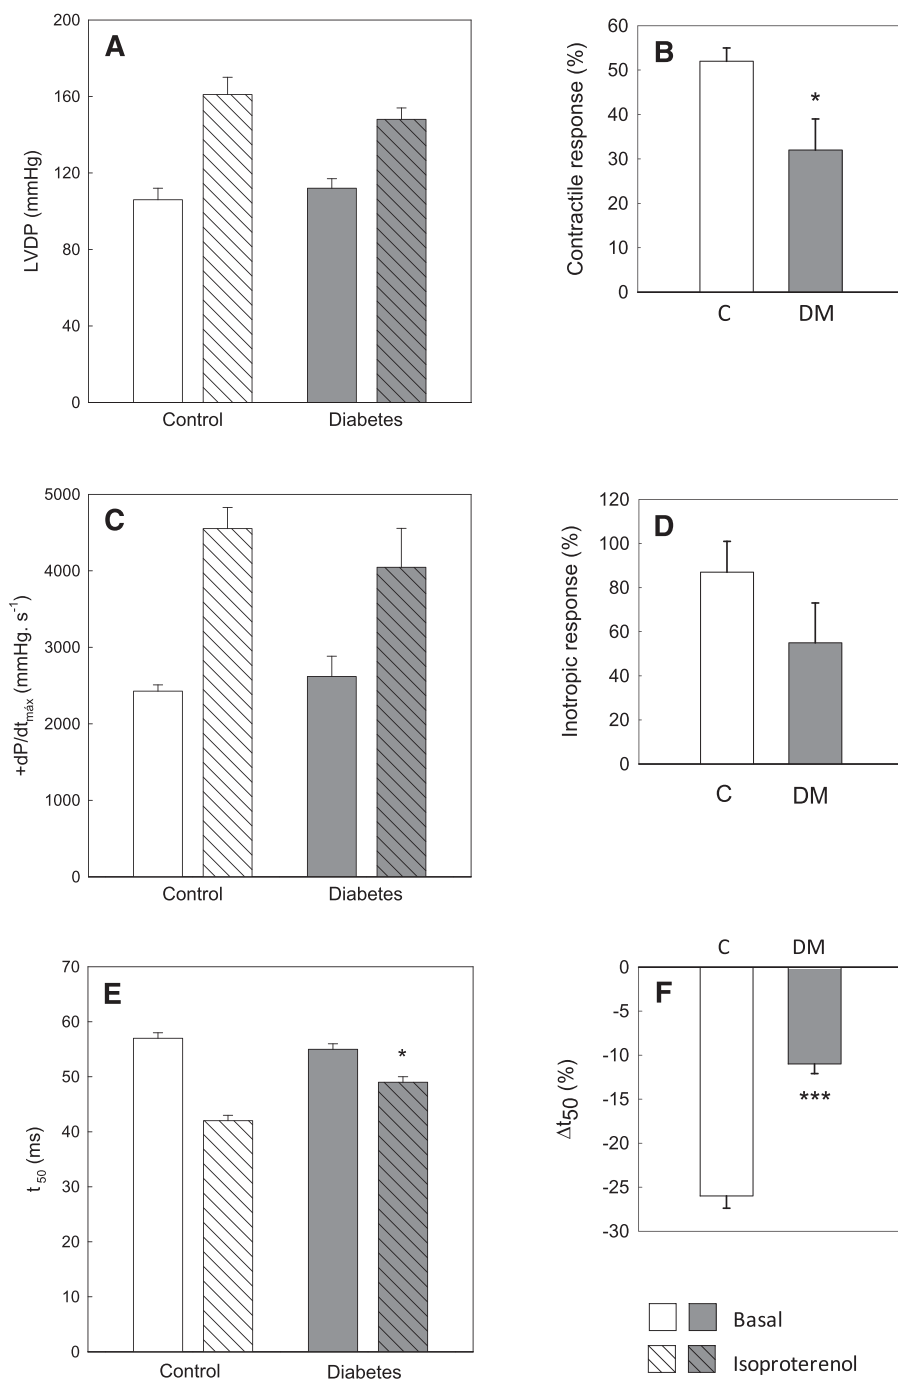 A
LVDP (mmHg)
200
160
120
80
40
0
Control Diabetes
B
Contractile response (%)
60
50
40
30
20
10
0
*
C DM
C
+dP/dtmáx (mmHg. s-1)
5000
4000
3000
2000
1000
0
Control Diabetes
D
Inotropic response (%)
120
100
80
60
40
20
0
C DM
E
t 50 (ms)
70
60
50
40
30
20
10
0
*
Control Diabetes
C DM
F
Δt50 (%)
0
-5
-10
-15
-20
-25
-30
***
Basal
Isoproterenol